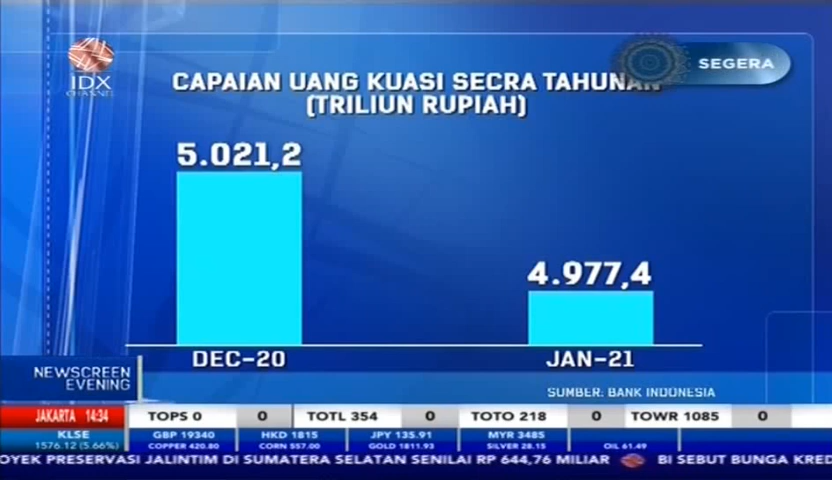 IDX
CHANNEL
SEGERA
CAPAIAN UANG KUASI SECRA TAHUNAN
(TRILIUN RUPIAH)
5.021,2
4.977,4
DEC-20
JAN-21
NEWSCREEN
EVENING
SUMBER: BANK INDONESIA
JAKARTA 14:34
TOPS 0 0 TOTL 354 0 TOTO 218 0 TOWR 1085 0
KLSE
1576.12 (5.66%)
GBP 19340 HKD 1815 JPY 135.91 MYR 3485
COPPER 420.80 CORN 557.00 GOLD 1811.93 SILVER 28.15 OIL 61.49
OYEK PRESERVASI JALINTIM DI SUMATERA SELATAN SENILAI RP 644,76 MILIAR BI SEBUT BUNGA KRED